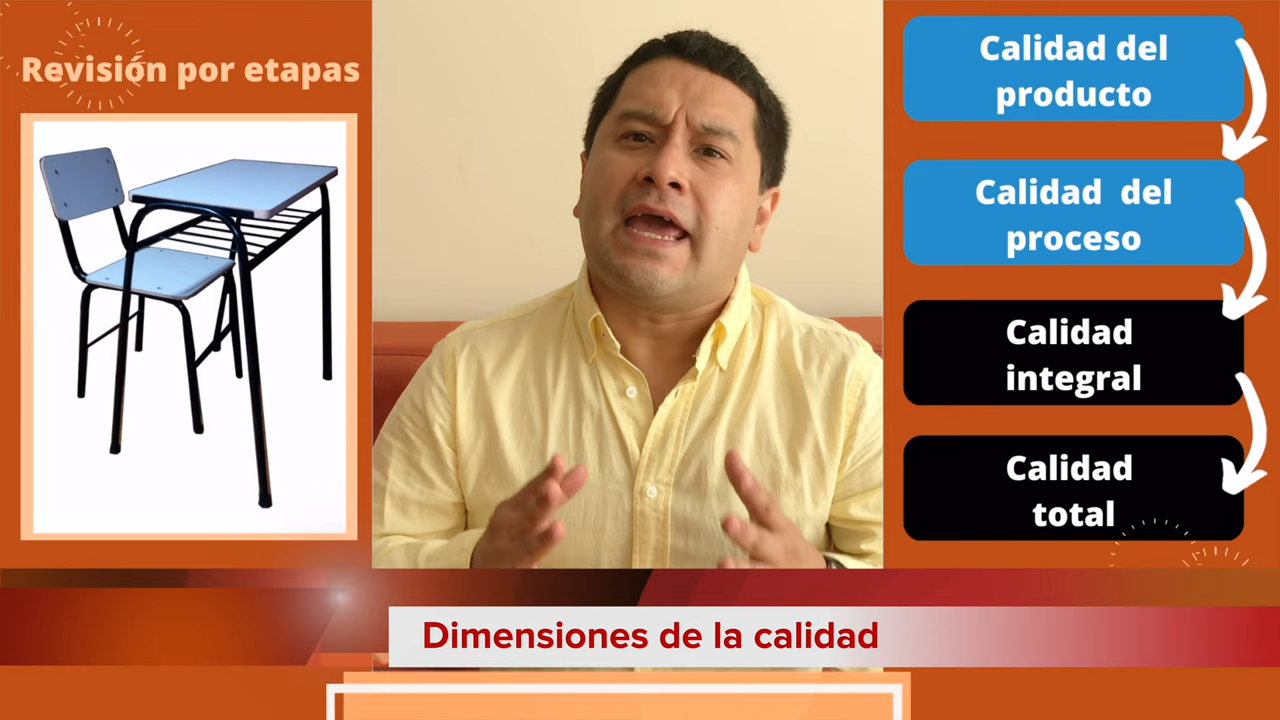 Revisión por etapas
Calidad del
producto
Calidad del
proceso
Calidad
integral
Calidad
total
Dimensiones de la calidad